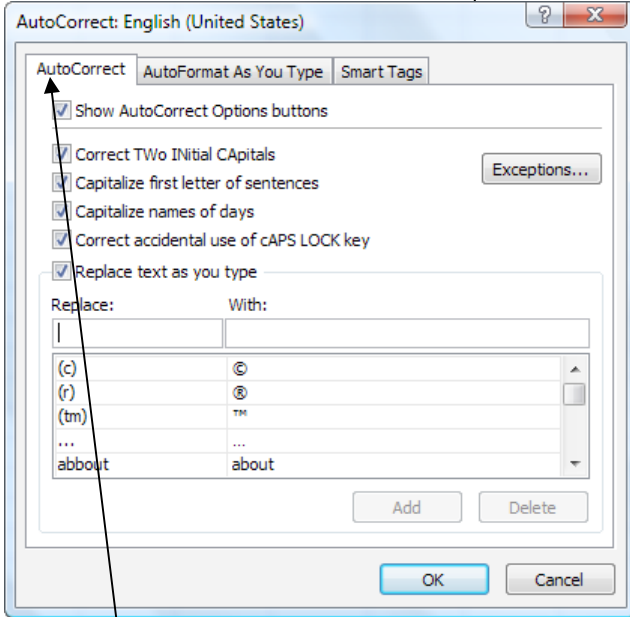 AutoCorrect: English (United States)
? X
AutoCorrect AutoFormat As You Type Smart Tags
Show AutoCorrect Options buttons
Correct TWo INitial CApitals
Exceptions...
Capitalize first letter of sentences
Capitalize names of days
Correct accidental use of cAPS LOCK key
Replace text as you type
Replace: With:
(c) ©
(r) ®
(tm) ™
... ...
abbout about
Add Delete
OK Cancel